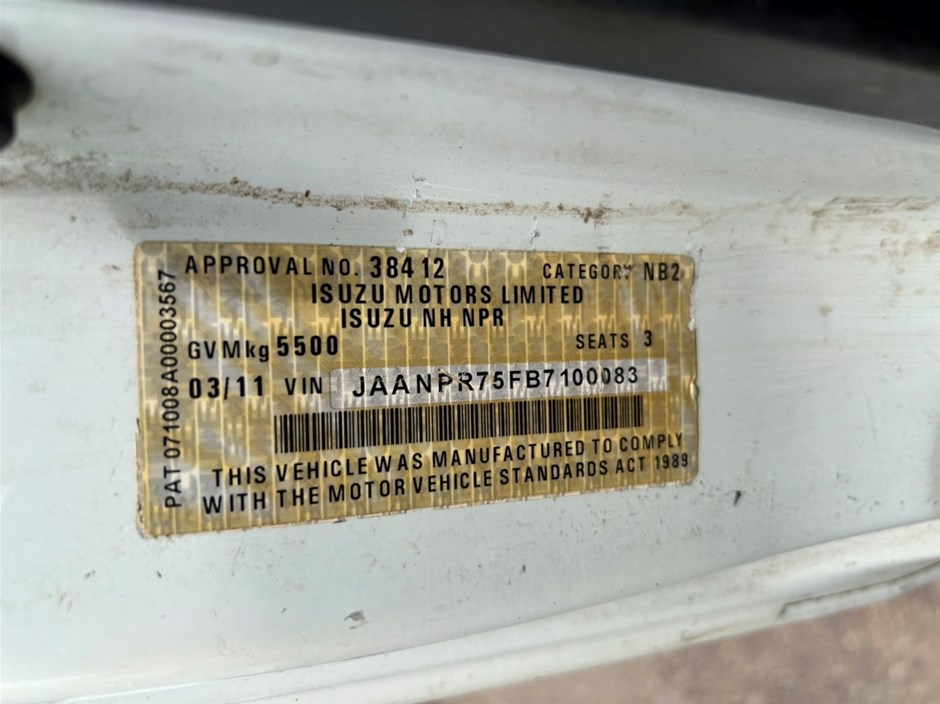 PAT 071008A00003567
APPROVAL NO. 38412 CATEGORY NB2
ISUZU MOTORS LIMITED
ISUZU NH NPR
GVMkg 5500 SEATS 3
03/11 VIN JAANPR75FB7100083
THIS VEHICLE WAS MANUFACTURED TO COMPLY
WITH THE MOTOR VEHICLE STANDARDS ACT 1989